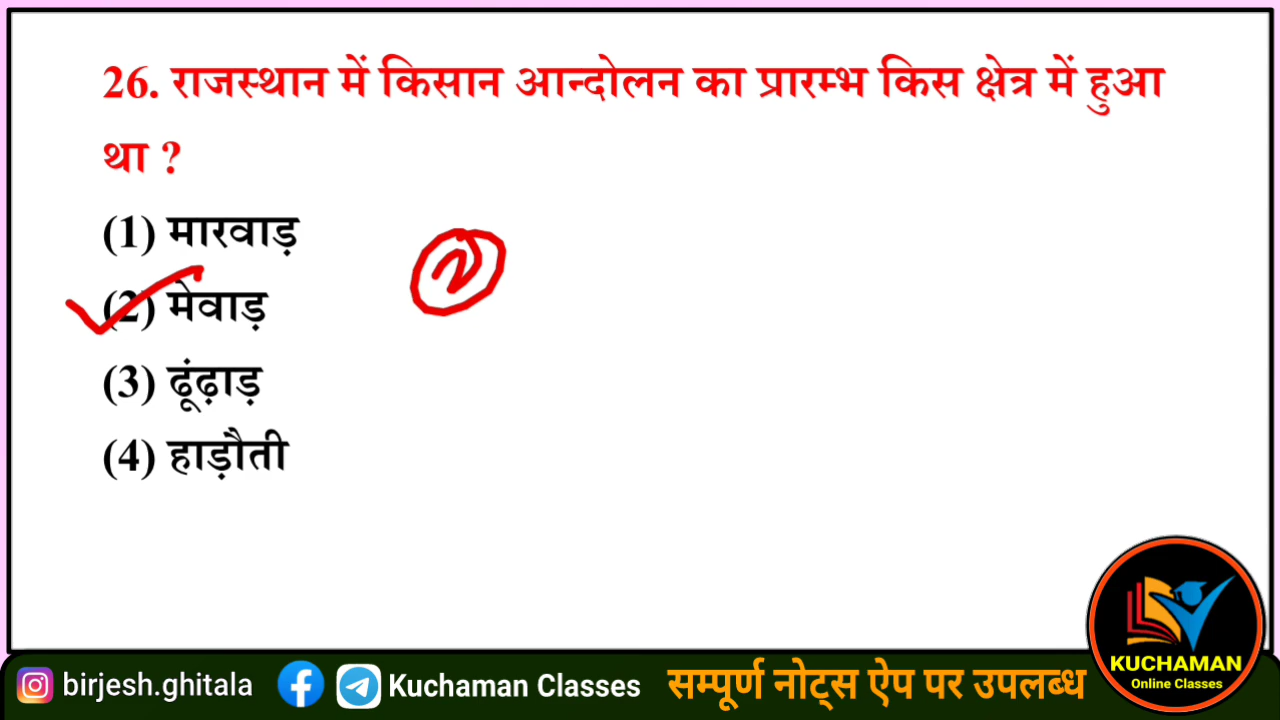 26. राजस्थान में किसान आन्दोलन का प्रारम्भ किस क्षेत्र में हुआ
था ?
(1) मारवाड़
(2) मेवाड़
2
(3) ढूंढ़ाड़
(4) हाड़ौती
KUCHAMAN
Online Classes
birjesh.ghitala
Kuchaman Classes
सम्पूर्ण नोट्स ऐप पर उपलब्ध